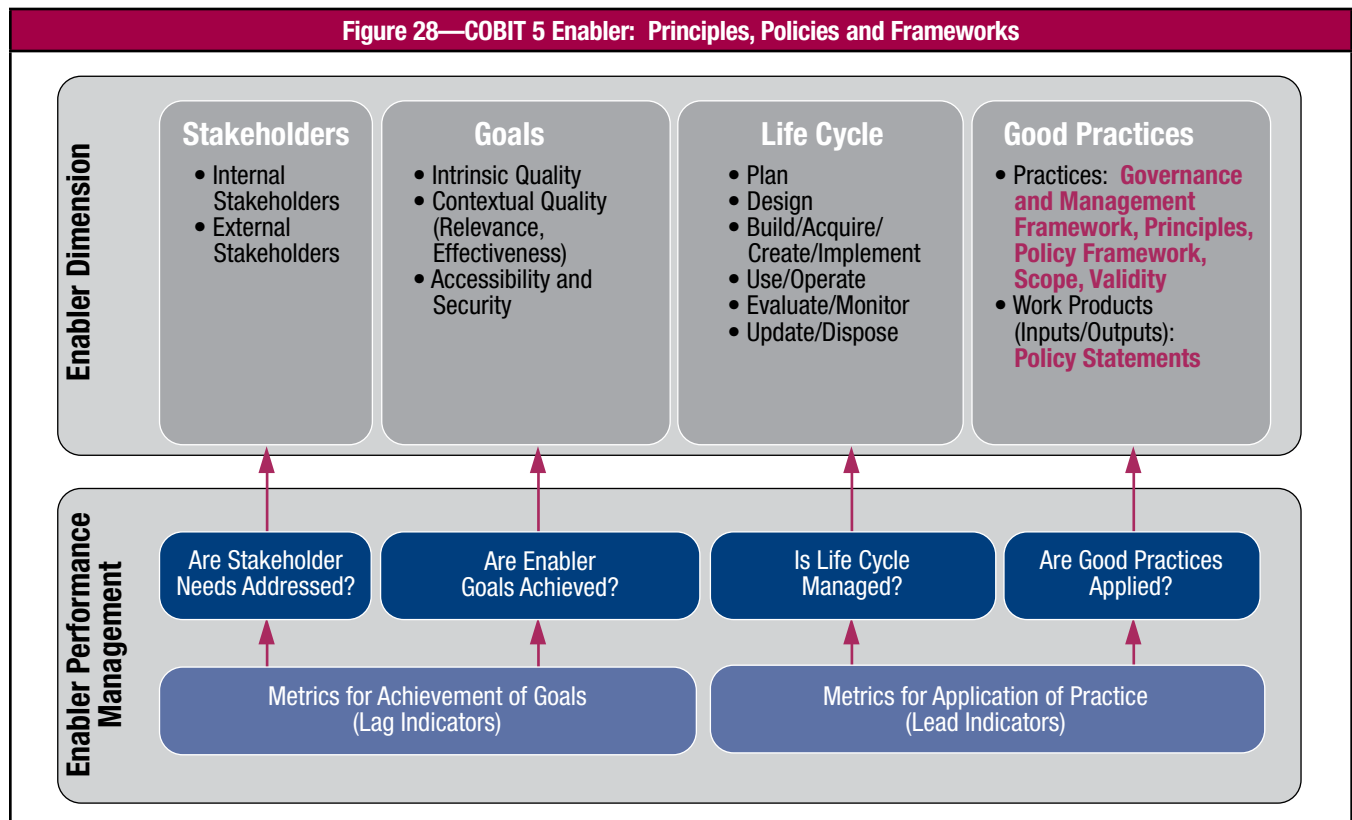 Figure 28—COBIT 5 Enabler: Principles, Policies and Frameworks
Enabler Dimension
Stakeholders
• Internal
Stakeholders
• External
Stakeholders
Goals
• Intrinsic Quality
• Contextual Quality
(Relevance,
Effectiveness)
• Accessibility and
Security
Life Cycle
• Plan
• Design
• Build/Acquire/
Create/Implement
• Use/Operate
• Evaluate/Monitor
• Update/Dispose
Good Practices
• Practices: Governance
and Management
Framework, Principles,
Policy Framework,
Scope, Validity
• Work Products
(Inputs/Outputs):
Policy Statements
Enabler Performance
Management
Are Stakeholder
Needs Addressed?
Are Enabler
Goals Achieved?
Is Life Cycle
Managed?
Are Good Practices
Applied?
Metrics for Achievement of Goals
(Lag Indicators)
Metrics for Application of Practice
(Lead Indicators)